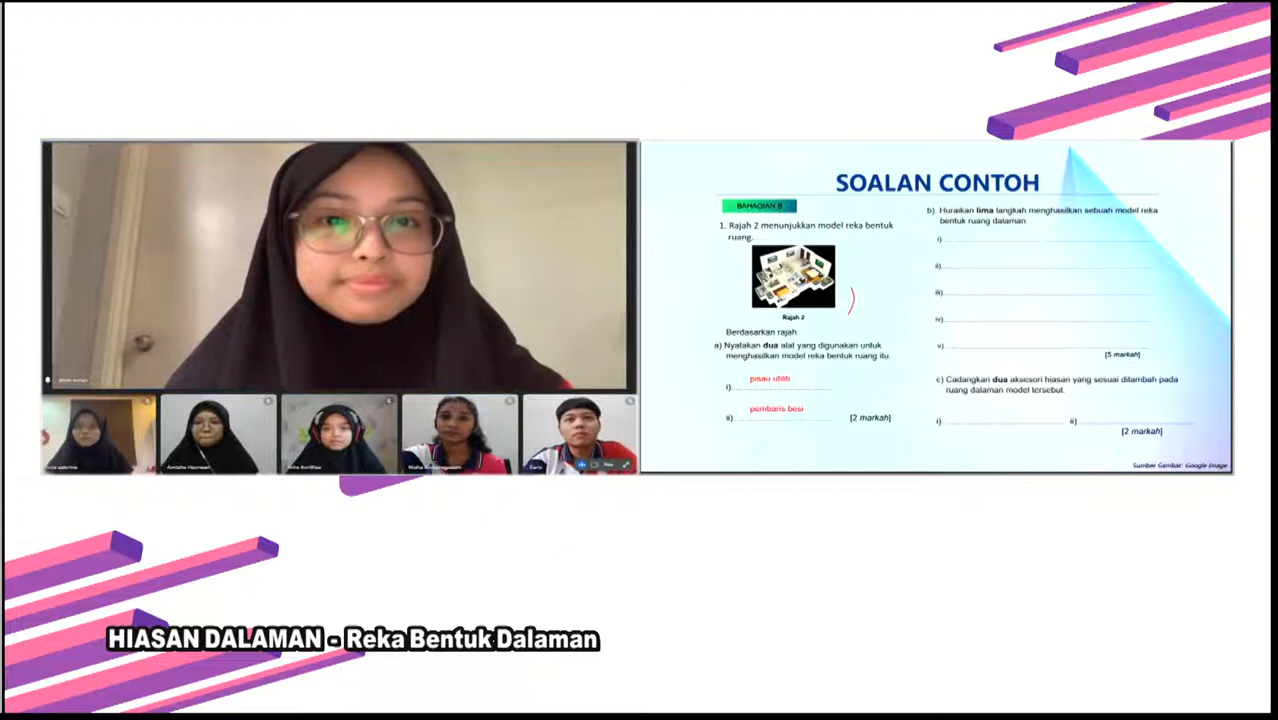 SOALAN CONTOH
BAHAGIAN B
1. Rajah 2 menunjukkan model reka bentuk
ruang.
Rajah 2
Berdasarkan rajah:
a) Nyatakan dua alat yang digunakan untuk
menghasilkan model reka bentuk ruang itu.
pisau utiliti
i)
pembaris besi
ii)
[2 markah]
b) Huraikan lima langkah menghasilkan sebuah model reka
bentuk ruang dalaman.
i)
ii)
iii)
iv)
v)
[5 markah]
c) Cadangkan dua aksesori hiasan yang sesuai ditambah pada
ruang dalaman model tersebut.
i)
ii)
[2 markah]
Sumber Gambar: Google Image
HIASAN DALAMAN - Reka Bentuk Dalaman